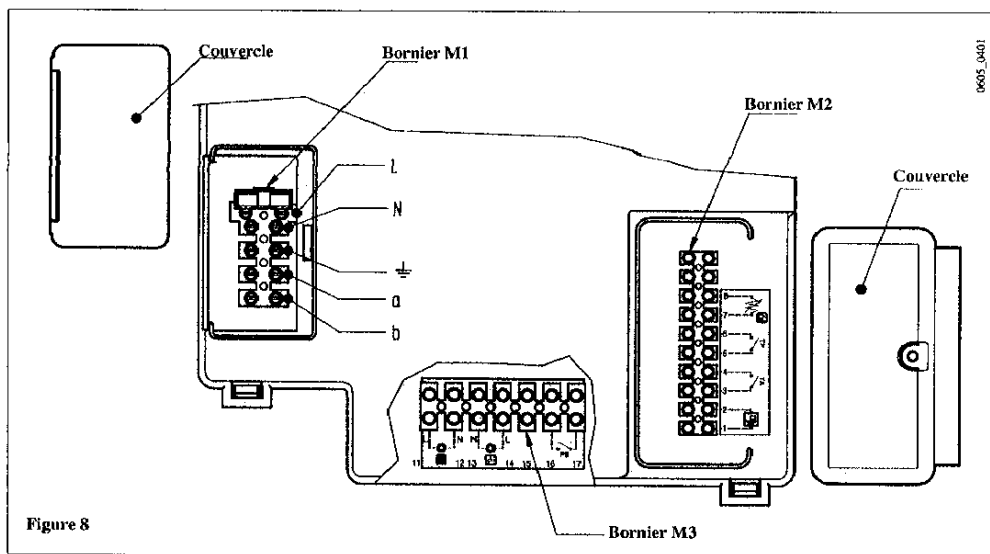 Couvercle
Bornier M1
0605_0401
Bornier M2
L
Couvercle
N
a
b
8
7
6
5
4
3
2
1
L N N L
11 12 13 14 15 16 17
Figure 8
Bornier M3